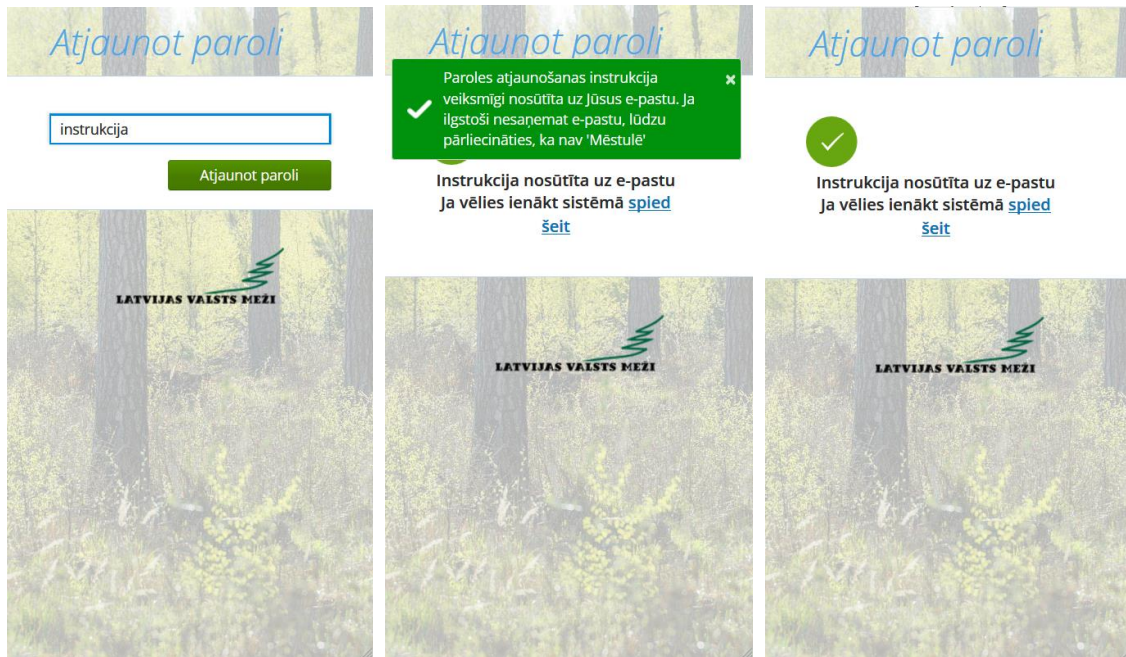 Atjaunot paroli
instrukcija
Atjaunot paroli
LATVIJAS VALSTS MEŽI
Atjaunot paroli
Paroles atjaunošanas instrukcija
veiksmīgi nosūtīta uz Jūsus e-pastu. Ja
ilgstoši nesaņemat e-pastu, lūdzu
pārliecināties, ka nav 'Mēstulē'
Instrukcija nosūtīta uz e-pastu
Ja vēlies ienākt sistēmā spied
šeit
LATVIJAS VALSTS MEŽI
Atjaunot paroli
Instrukcija nosūtīta uz e-pastu
Ja vēlies ienākt sistēmā spied
šeit
LATVIJAS VALSTS MEŽI